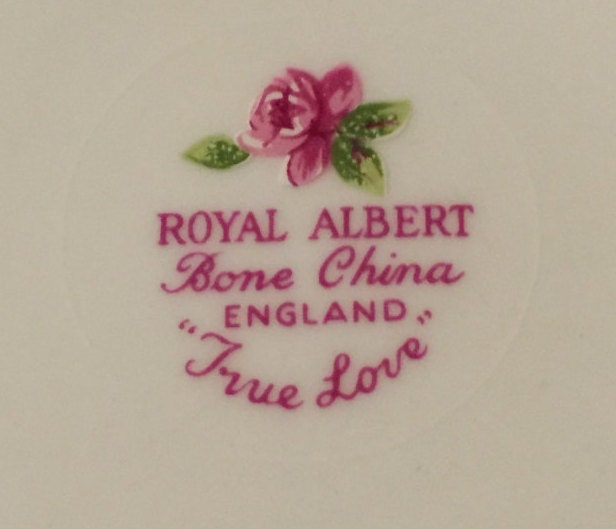 ROYAL ALBERT
Bone China
ENGLAND
"True Love"